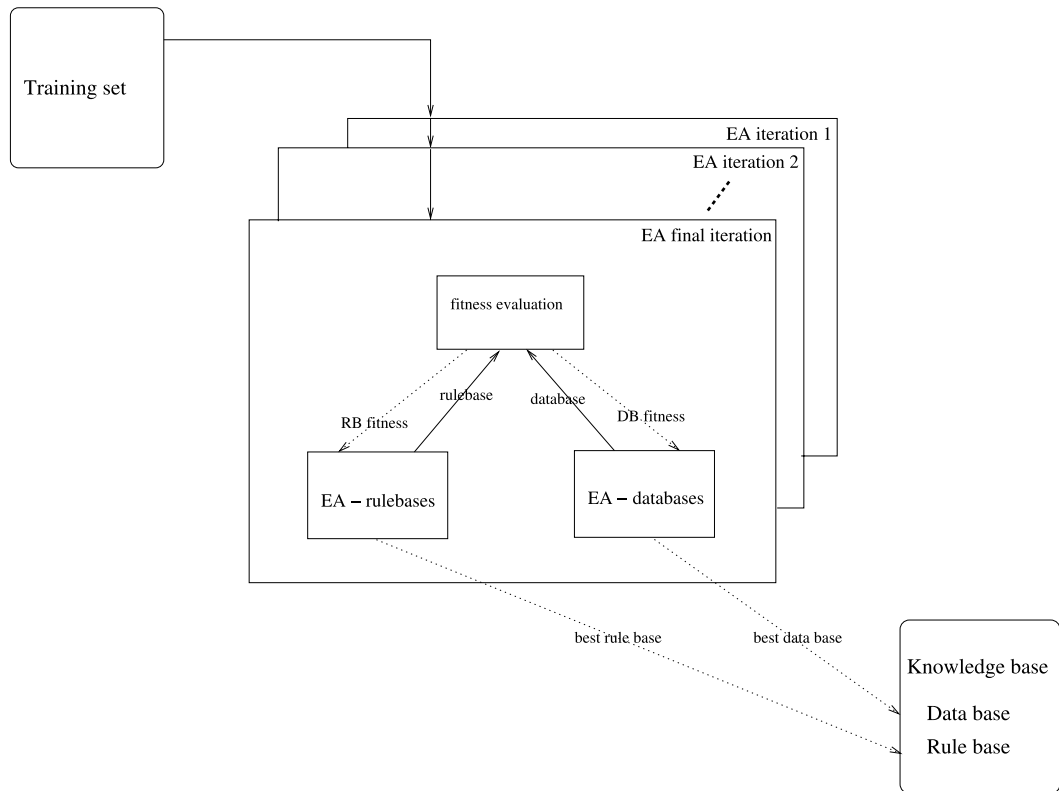 Training set
EA iteration 1
EA iteration 2
EA final iteration
fitness evaluation
rulebase
database
RB fitness
DB fitness
EA – rulebases
EA – databases
best rule base
best data base
Knowledge base
Data base
Rule base